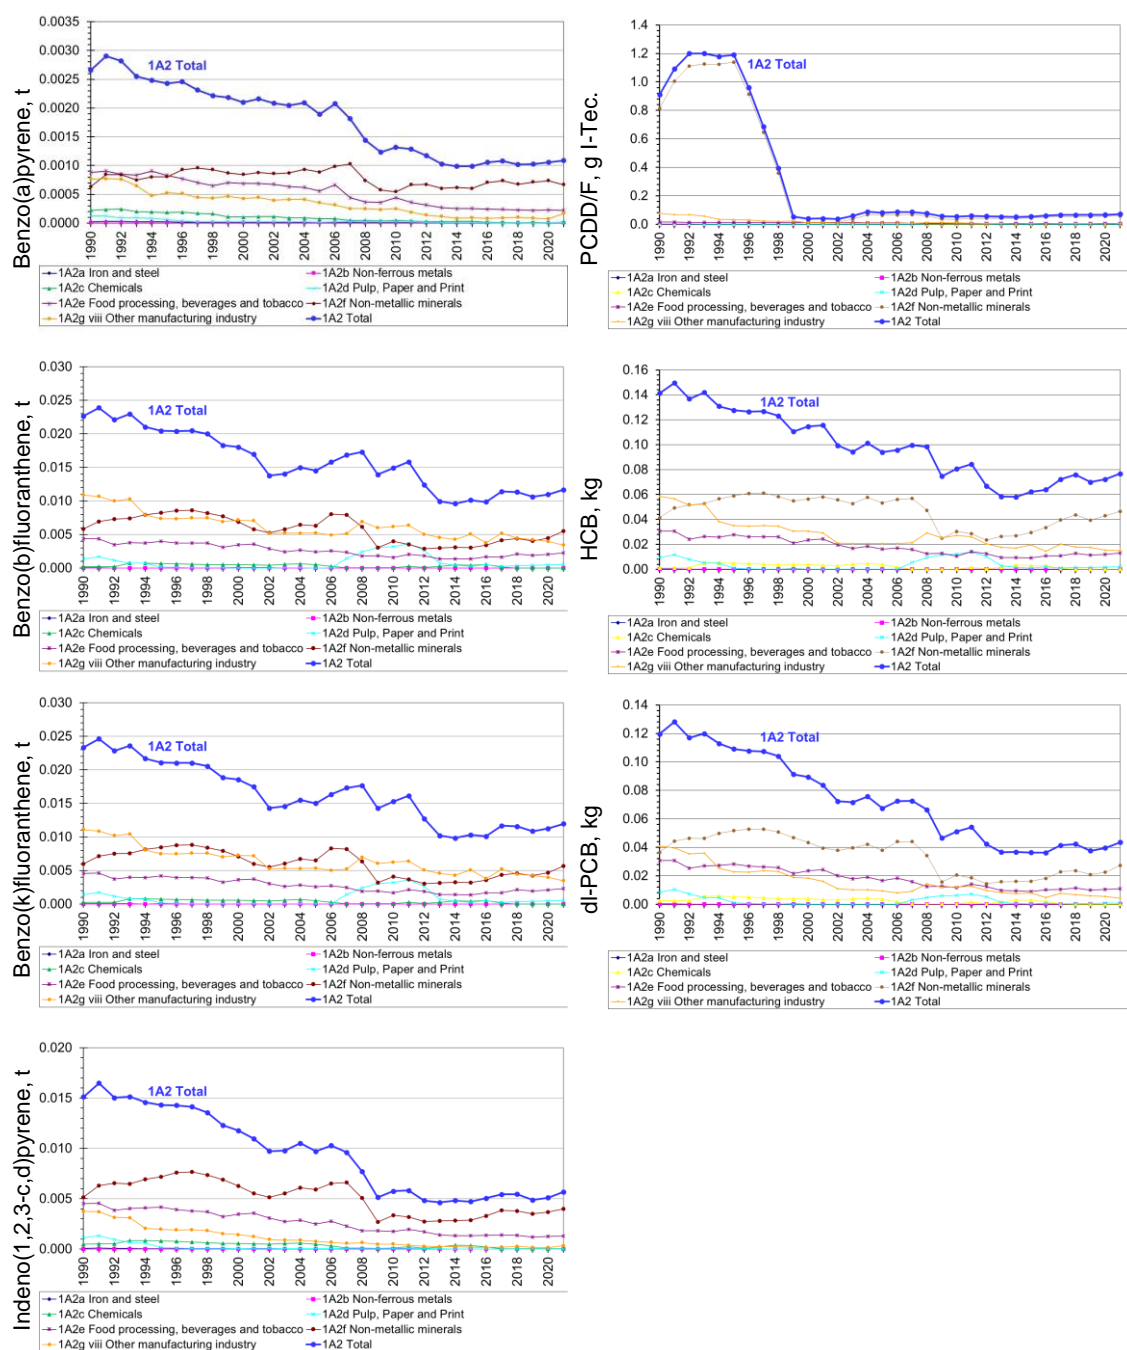 Benzo(a)pyrene, t
0.0035
0.0030
0.0025
0.0020
0.0015
0.0010
0.0005
0.0000
1A2 Total
1990 1992 1994 1996 1998 2000 2002 2004 2006 2008 2010 2012 2014 2016 2018 2020
1A2a Iron and steel 1A2b Non-ferrous metals
1A2c Chemicals 1A2d Pulp, Paper and Print
1A2e Food processing, beverages and tobacco 1A2f Non-metallic minerals
1A2g viii Other manufacturing industry 1A2 Total
PCDD/F, g I-Tec.
1.4
1.2
1.0
0.8
0.6
0.4
0.2
0.0
1A2 Total
1990 1992 1994 1996 1998 2000 2002 2004 2006 2008 2010 2012 2014 2016 2018 2020
1A2a Iron and steel 1A2b Non-ferrous metals
1A2c Chemicals 1A2d Pulp, Paper and Print
1A2e Food processing, beverages and tobacco 1A2f Non-metallic minerals
1A2g viii Other manufacturing industry 1A2 Total
Benzo(b)fluoranthene, t
0.030
0.025
0.020
0.015
0.010
0.005
0.000
1A2 Total
1990 1992 1994 1996 1998 2000 2002 2004 2006 2008 2010 2012 2014 2016 2018 2020
1A2a Iron and steel 1A2b Non-ferrous metals
1A2c Chemicals 1A2d Pulp, Paper and Print
1A2e Food processing, beverages and tobacco 1A2f Non-metallic minerals
1A2g viii Other manufacturing industry 1A2 Total
HCB, kg
0.16
0.14
0.12
0.10
0.08
0.06
0.04
0.02
0.00
1A2 Total
1990 1992 1994 1996 1998 2000 2002 2004 2006 2008 2010 2012 2014 2016 2018 2020
1A2a Iron and steel 1A2b Non-ferrous metals
1A2c Chemicals 1A2d Pulp, Paper and Print
1A2e Food processing, beverages and tobacco 1A2f Non-metallic minerals
1A2g viii Other manufacturing industry 1A2 Total
Benzo(k)fluoranthene, t
0.030
0.025
0.020
0.015
0.010
0.005
0.000
1A2 Total
1990 1992 1994 1996 1998 2000 2002 2004 2006 2008 2010 2012 2014 2016 2018 2020
1A2a Iron and steel 1A2b Non-ferrous metals
1A2c Chemicals 1A2d Pulp, Paper and Print
1A2e Food processing, beverages and tobacco 1A2f Non-metallic minerals
1A2g viii Other manufacturing industry 1A2 Total
dl-PCB, kg
0.14
0.12
0.10
0.08
0.06
0.04
0.02
0.00
1A2 Total
1990 1992 1994 1996 1998 2000 2002 2004 2006 2008 2010 2012 2014 2016 2018 2020
1A2a Iron and steel 1A2b Non-ferrous metals
1A2c Chemicals 1A2d Pulp, Paper and Print
1A2e Food processing, beverages and tobacco 1A2f Non-metallic minerals
1A2g viii Other manufacturing industry 1A2 Total
Indeno(1,2,3-c,d)pyrene, t
0.020
0.015
0.010
0.005
0.000
1A2 Total
1990 1992 1994 1996 1998 2000 2002 2004 2006 2008 2010 2012 2014 2016 2018 2020
1A2a Iron and steel 1A2b Non-ferrous metals
1A2c Chemicals 1A2d Pulp, Paper and Print
1A2e Food processing, beverages and tobacco 1A2f Non-metallic minerals
1A2g viii Other manufacturing industry 1A2 Total